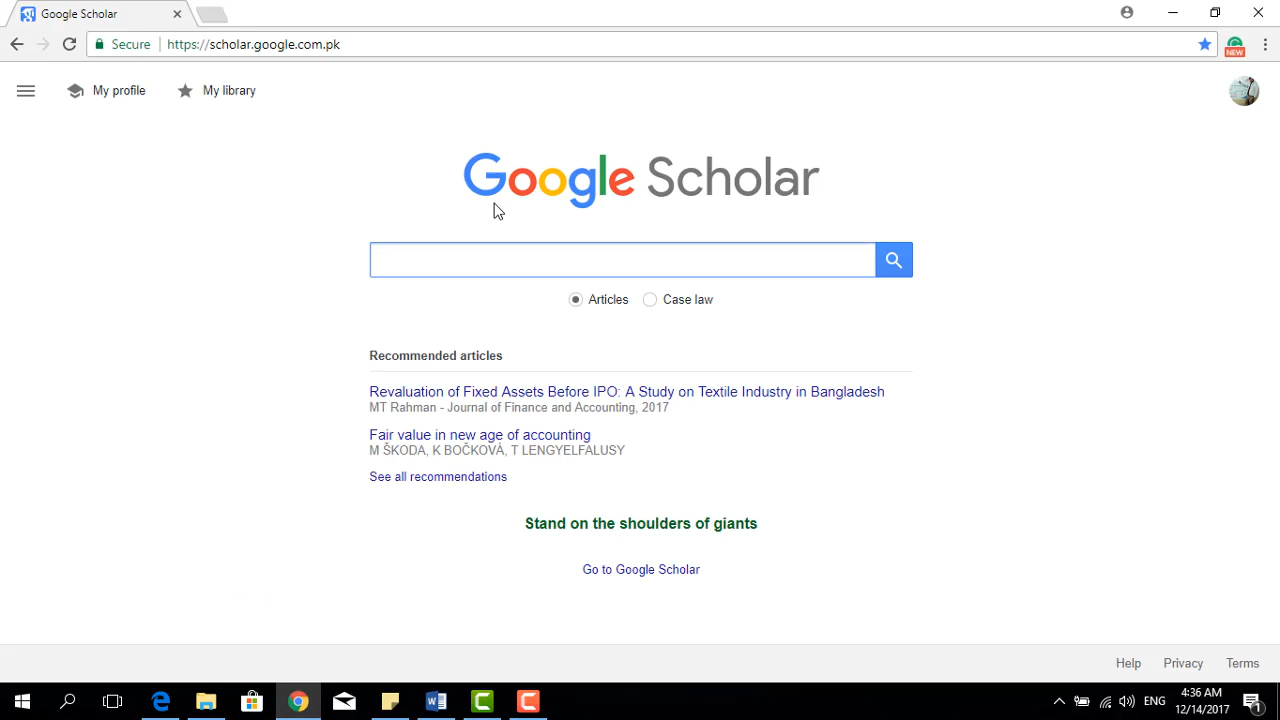 Google Scholar
Secure https://scholar.google.com.pk
NEW
My profile My library
Google Scholar
Articles Case law
Recommended articles
Revaluation of Fixed Assets Before IPO: A Study on Textile Industry in Bangladesh
MT Rahman - Journal of Finance and Accounting, 2017
Fair value in new age of accounting
M ŠKODA, K BOČKOVÁ, T LENGYELFALUSY
See all recommendations
Stand on the shoulders of giants
Go to Google Scholar
Help Privacy Terms
ENG
4:36 AM
12/14/2017
1